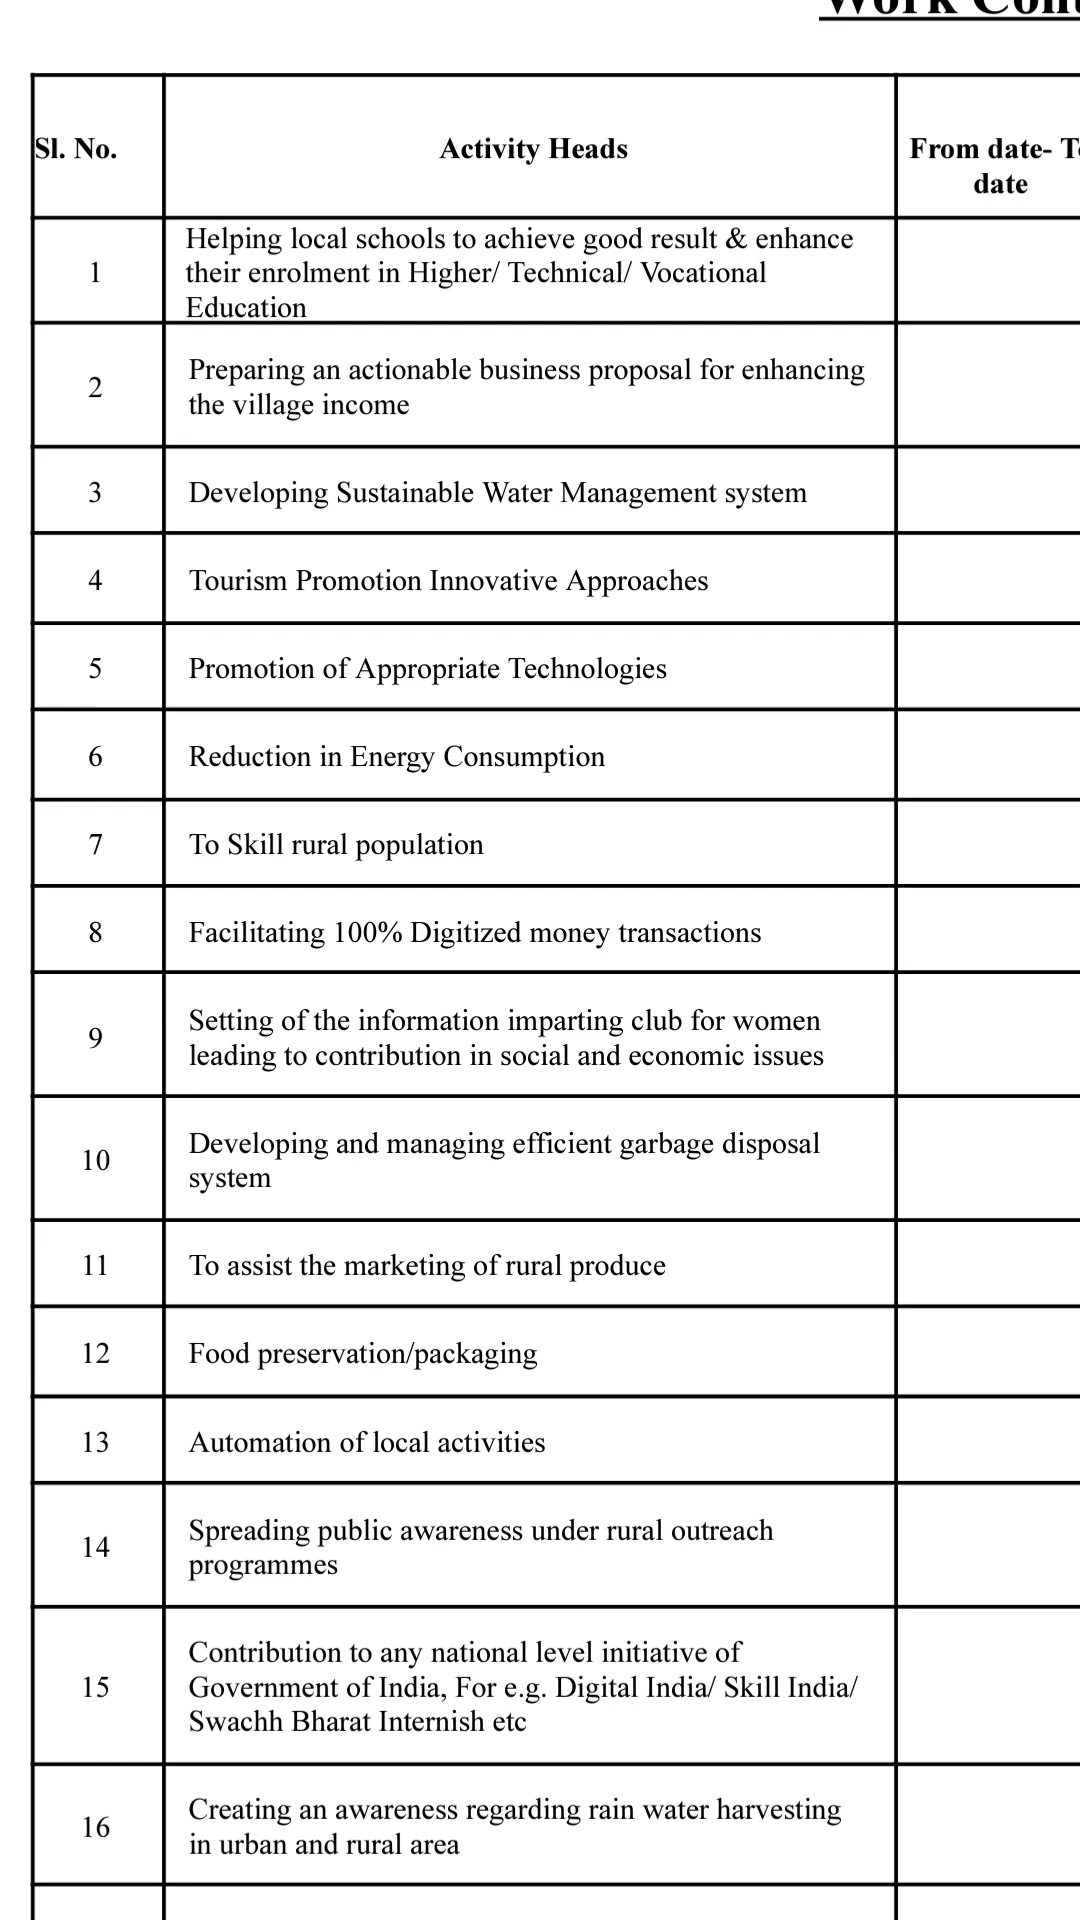 Sl. No.
Activity Heads
From date- To
date
1
Helping local schools to achieve good result & enhance
their enrolment in Higher/ Technical/ Vocational
Education
2
Preparing an actionable business proposal for enhancing
the village income
3
Developing Sustainable Water Management system
4
Tourism Promotion Innovative Approaches
5
Promotion of Appropriate Technologies
6
Reduction in Energy Consumption
7
To Skill rural population
8
Facilitating 100% Digitized money transactions
9
Setting of the information imparting club for women
leading to contribution in social and economic issues
10
Developing and managing efficient garbage disposal
system
11
To assist the marketing of rural produce
12
Food preservation/packaging
13
Automation of local activities
14
Spreading public awareness under rural outreach
programmes
15
Contribution to any national level initiative of
Government of India, For e.g. Digital India/ Skill India/
Swachh Bharat Internish etc
16
Creating an awareness regarding rain water harvesting
in urban and rural area